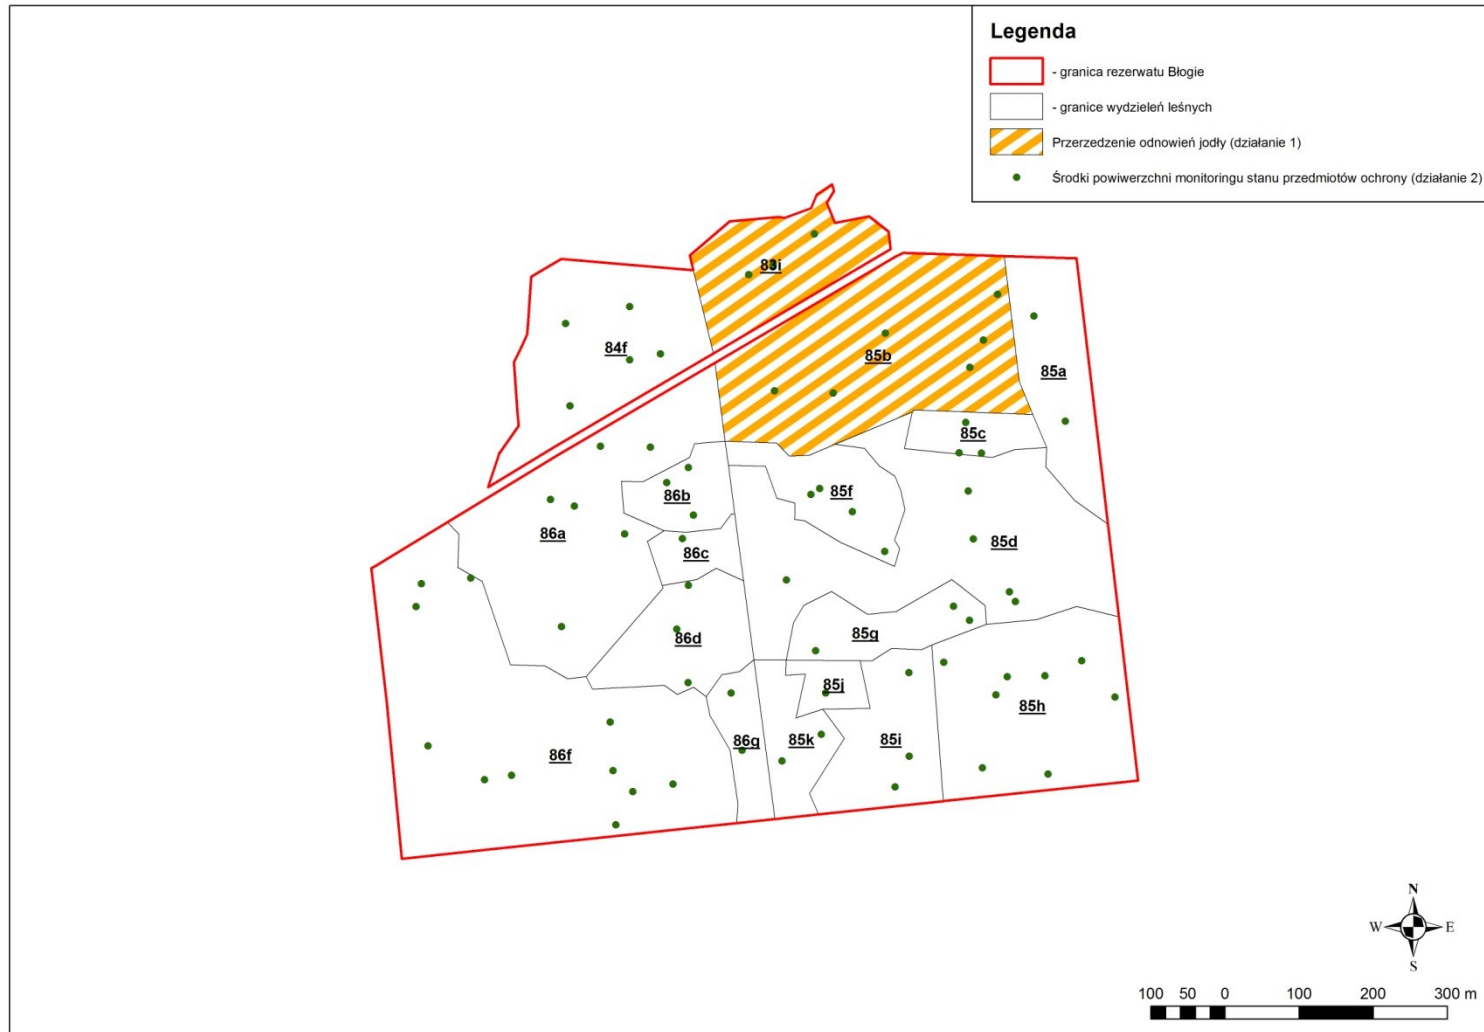 Legenda
- granica rezerwatu Błogie
- granice wydzieleń leśnych
Przerzedzenie odnowień jodły (działanie 1)
Środki powiwerzchni monitoringu stanu przedmiotów ochrony (działanie 2)
83i
84f
85b
85a
85c
86b
85f
86a
86c
85d
86d
85g
85j
85h
86g
85k
85i
86f
N
W
E
S
100 50 0 100 200 300 m